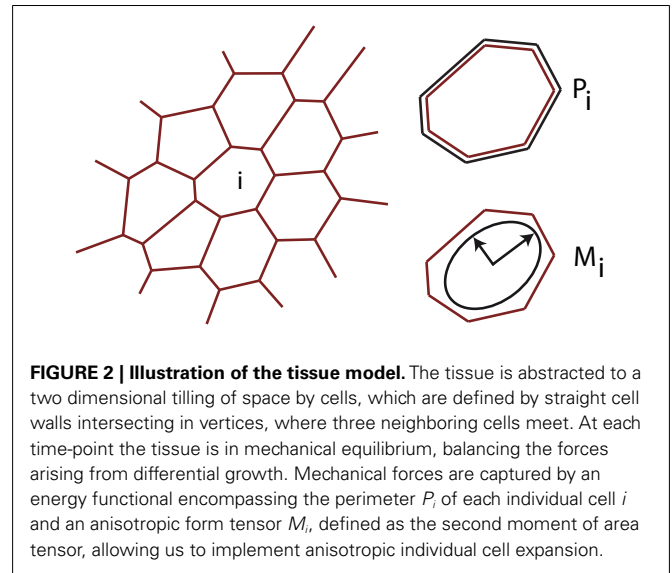 i
P_i
M_i
FIGURE 2 | Illustration of the tissue model. The tissue is abstracted to a
two dimensional tilling of space by cells, which are defined by straight cell
walls intersecting in vertices, where three neighboring cells meet. At each
time-point the tissue is in mechanical equilibrium, balancing the forces
arising from differential growth. Mechanical forces are captured by an
energy functional encompassing the perimeter P_i of each individual cell i
and an anisotropic form tensor M_i, defined as the second moment of area
tensor, allowing us to implement anisotropic individual cell expansion.